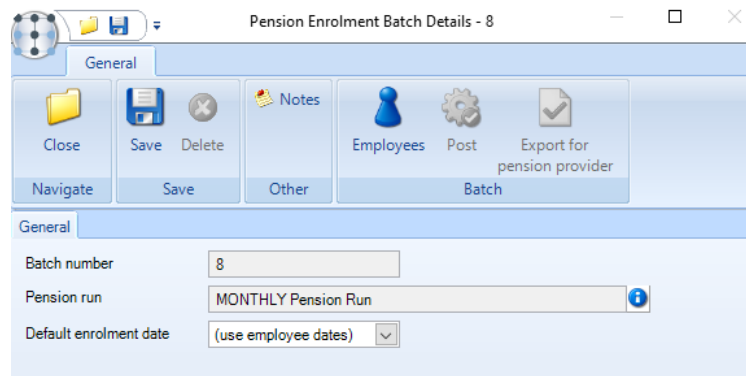 Pension Enrolment Batch Details - 8
General
Close
Save
Delete
Notes
Employees
Post
Export for
pension provider
Navigate
Save
Other
Batch
General
Batch number
8
Pension run
MONTHLY Pension Run
Default enrolment date
(use employee dates)